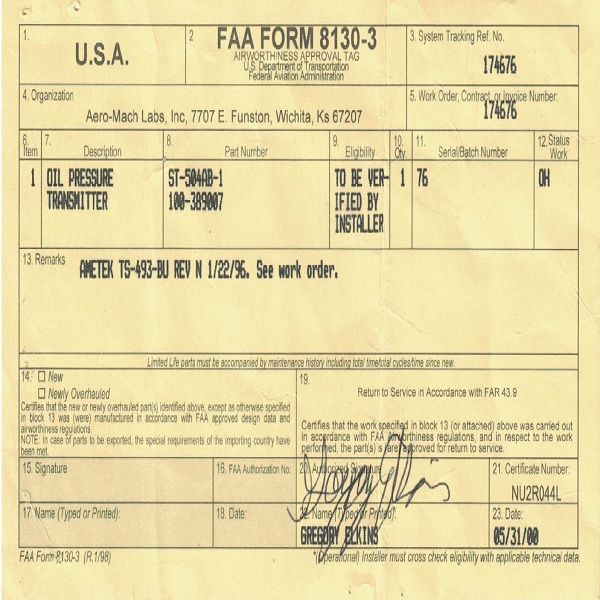 1.
U.S.A.
2
FAA FORM 8130-3
AIRWORTHINESS APPROVAL TAG
U.S. Department of Transportation
Federal Aviation Administration
3. System Tracking Ref. No.
174676
4. Organization
Aero-Mach Labs, Inc, 7707 E. Funston, Wichita, Ks 67207
5. Work Order, Contract, or Invoice Number:
174676
6. Item
7. Description
8. Part Number
9. Eligibility
10. Qty.
11. Serial/Batch Number
12. Status Work
1 OIL PRESSURE ST-504AB-1 TO BE VER- 1 76 OH
TRANSMITTER 100-389007 IFIED BY
INSTALLER
13. Remarks
AMETEK TS-493-BU REV N 1/22/96. See work order.
Limited Life parts must be accompanied by maintenance history including total time/total cycles/time since new.
14. □ New
□ Newly Overhauled
Certifies that the new or newly overhauled part(s) identified above, except as otherwise specified
in block 13 was (were) manufactured in accordance with FAA approved design data and
airworthiness regulations.
NOTE: In case of parts to be exported, the special requirements of the importing country have
been met.
19.
Return to Service in Accordance with FAR 43.9
Certifies that the work specified in block 13 (or attached) above was carried out
in accordance with FAA airworthiness regulations, and in respect to the work
performed, the part(s) is (are) approved for return to service.
15. Signature
16. FAA Authorization No:
20. Authorized Signature
21. Certificate Number:
NU2R044L
17. Name (Typed or Printed):
18. Date:
22. Name (Typed or Printed):
GREGORY ELKINS
23. Date:
05/31/00
FAA Form 8130-3 (R.1/98)
*(Operational) Installer must cross check eligibility with applicable technical data.